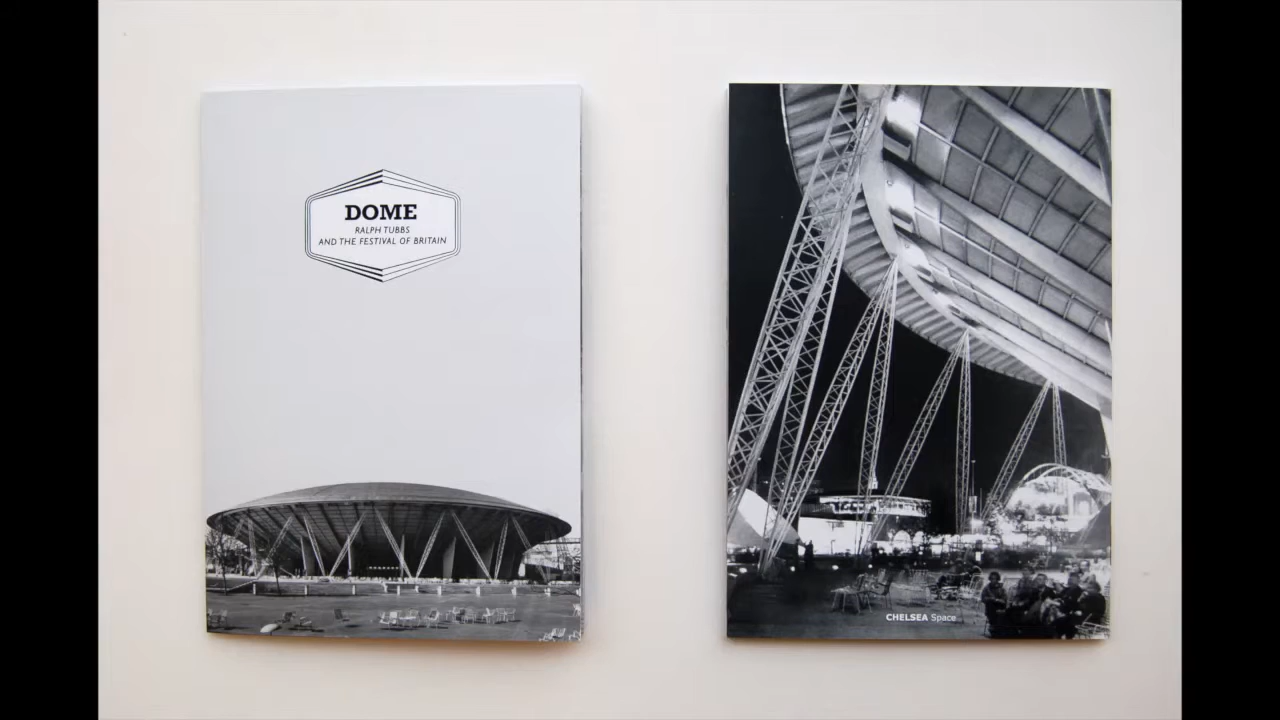 DOME
RALPH TUBBS
AND THE FESTIVAL OF BRITAIN
CHELSEA Space